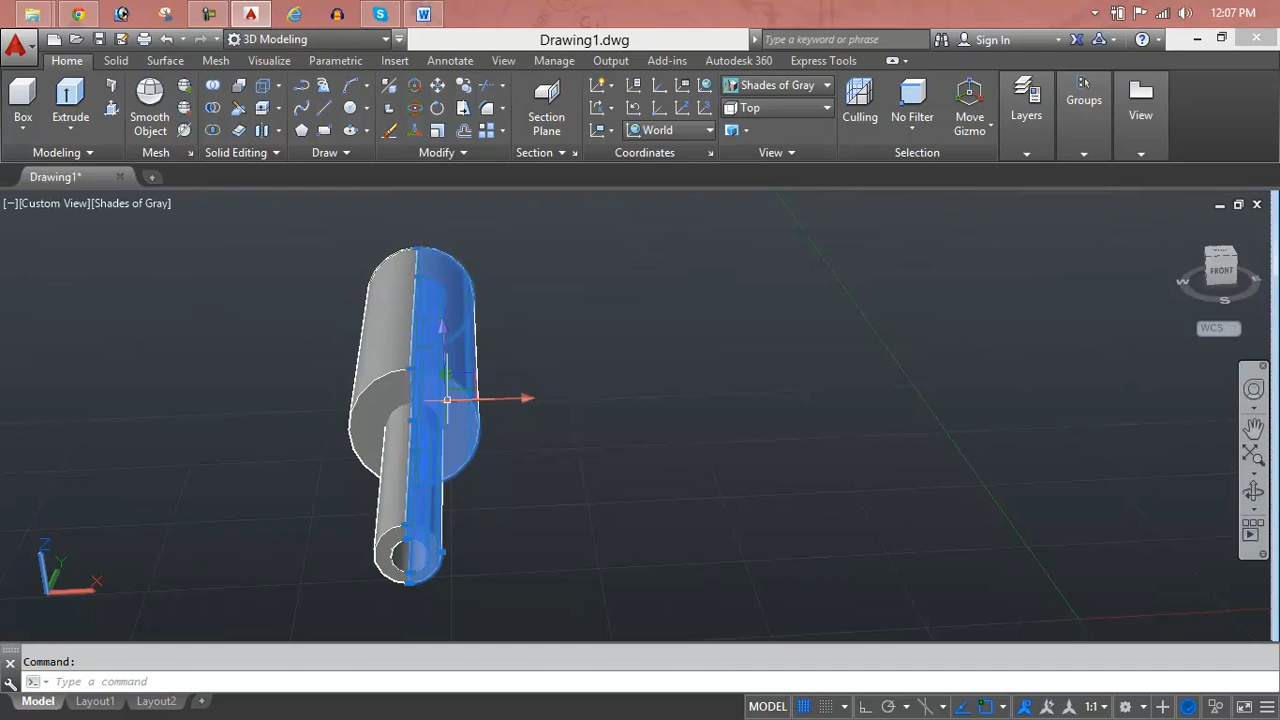 12:07 PM
3D Modeling
Drawing1.dwg
Type a keyword or phrase
Sign In
Home Solid Surface Mesh Visualize Parametric Insert Annotate View Manage Output Add-ins Autodesk 360 Express Tools
Box
Extrude
Smooth Object
Section Plane
World
Shades of Gray
Top
Culling
No Filter
Move Gizmo
Layers
Groups
View
Modeling Mesh Solid Editing Draw Modify Section Coordinates View Selection
Drawing1*
[−][Custom View][Shades of Gray]
FRONT
W
S
WCS
Z
Y
X
Command:
Type a command
Model Layout1 Layout2
MODEL
1:1